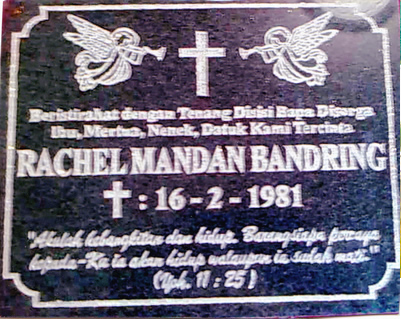 Beristirahat dengan Tenang Disisi Bapa Disorga
Ibu, Mertua, Nenek, Datuk Kami Tercinta
RACHEL MANDAN BANDRING
✝ : 16 - 2 - 1981
"Akulah kebangkitan dan hidup. Barangsiapa percaya
kepada-Ku ia akan hidup walaupun ia sudah mati."
(Yoh. 11 : 25)